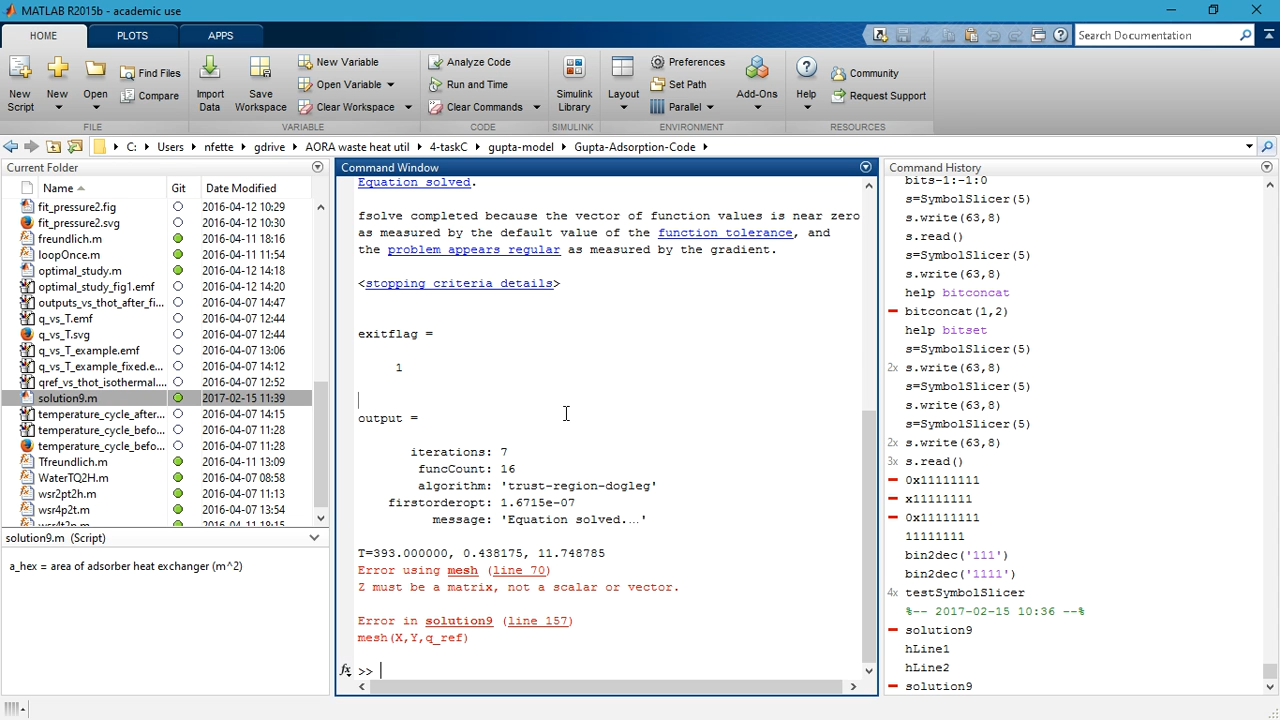 MATLAB R2015b - academic use
HOME
PLOTS
APPS
Search Documentation
New Script
New
Open
Find Files
Compare
Import Data
Save Workspace
New Variable
Open Variable
Clear Workspace
Analyze Code
Run and Time
Clear Commands
Simulink Library
Layout
Preferences
Set Path
Parallel
Add-Ons
Help
Community
Request Support
FILE
VARIABLE
CODE
SIMULINK
ENVIRONMENT
RESOURCES
C: Users nfette gdrive AORA waste heat util 4-taskC gupta-model Gupta-Adsorption-Code
Current Folder
Name Git Date Modified
fit_pressure2.fig 2016-04-12 10:29
fit_pressure2.svg 2016-04-12 10:30
freundlich.m 2016-04-11 18:16
loopOnce.m 2016-04-11 11:54
optimal_study.m 2016-04-12 14:18
optimal_study_fig1.emf 2016-04-12 14:20
outputs_vs_thot_after_fi... 2016-04-07 14:47
q_vs_T.emf 2016-04-07 12:44
q_vs_T.svg 2016-04-07 12:44
q_vs_T_example.emf 2016-04-07 13:06
q_vs_T_example_fixed.e... 2016-04-07 14:12
qref_vs_thot_isothermal.... 2016-04-07 12:52
solution9.m 2017-02-15 11:39
temperature_cycle_after... 2016-04-07 14:15
temperature_cycle_befo... 2016-04-07 11:28
temperature_cycle_befo... 2016-04-07 11:28
Tfreundlich.m 2016-04-11 13:09
WaterTQ2H.m 2016-04-07 08:58
wsr2pt2h.m 2016-04-07 11:13
wsr4p2t.m 2016-04-07 13:54
wsr4t2p.m 2016-04-11 18:15
solution9.m (Script)
a_hex = area of adsorber heat exchanger (m^2)
Command Window
Equation solved.
fsolve completed because the vector of function values is near zero
as measured by the default value of the function tolerance, and
the problem appears regular as measured by the gradient.
<stopping criteria details>
exitflag =
1
output =
iterations: 7
funcCount: 16
algorithm: 'trust-region-dogleg'
firstorderopt: 1.6715e-07
message: 'Equation solved....'
T=393.000000, 0.438175, 11.748785
Error using mesh (line 70)
Z must be a matrix, not a scalar or vector.
Error in solution9 (line 157)
mesh(X,Y,q_ref)
fx >>
Command History
bits-1:-1:0
s=SymbolSlicer(5)
s.write(63,8)
s.read()
s=SymbolSlicer(5)
s.write(63,8)
help bitconcat
bitconcat(1,2)
help bitset
s=SymbolSlicer(5)
2x s.write(63,8)
s=SymbolSlicer(5)
s.write(63,8)
s=SymbolSlicer(5)
2x s.write(63,8)
3x s.read()
0x11111111
x11111111
0x11111111
11111111
bin2dec('111')
bin2dec('1111')
4x testSymbolSlicer
%-- 2017-02-15 10:36 --%
solution9
hLine1
hLine2
solution9